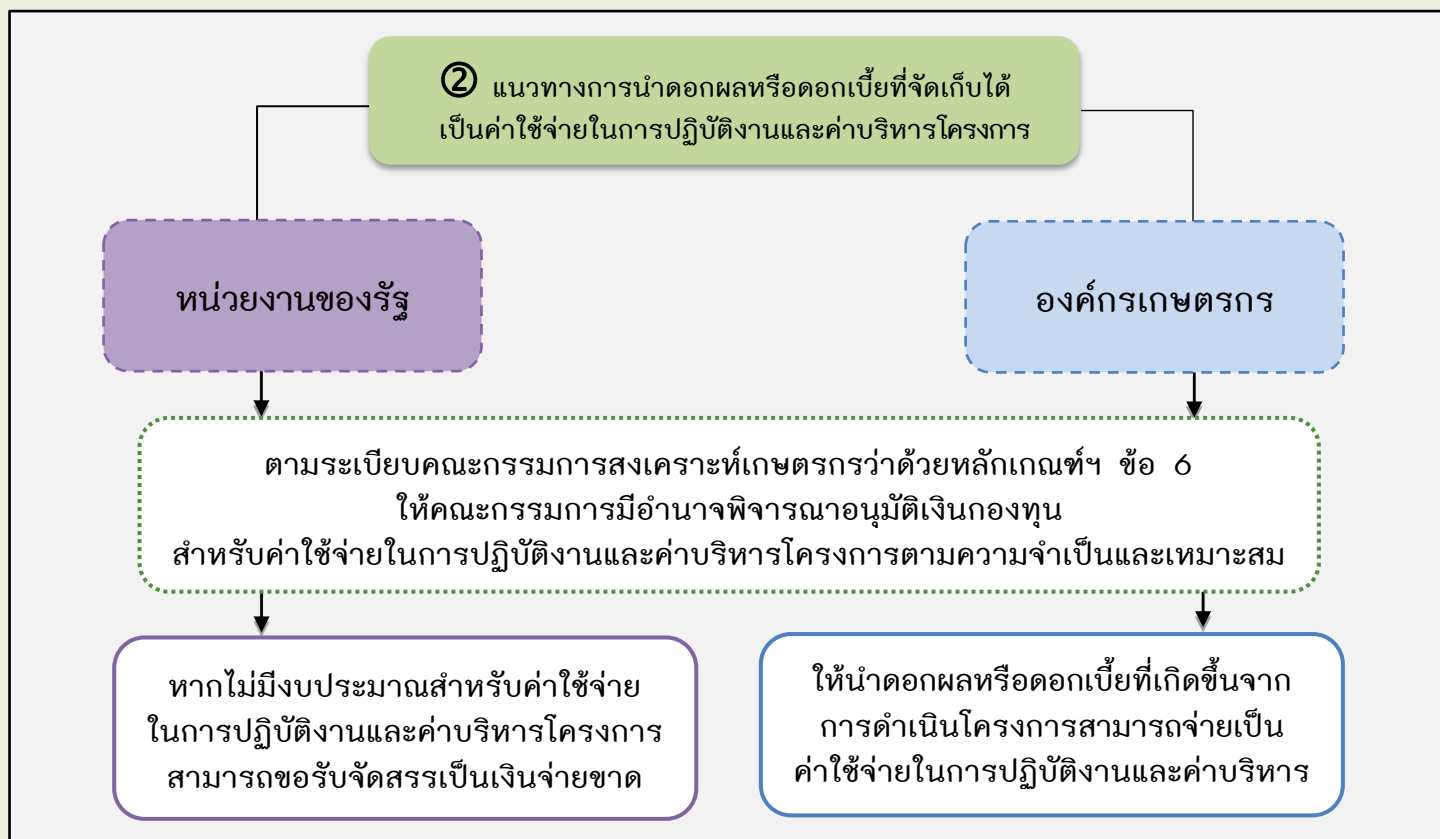 ② แนวทางการนำดอกผลหรือดอกเบี้ยที่จัดเก็บได้
เป็นค่าใช้จ่ายในการปฏิบัติงานและค่าบริหารโครงการ
หน่วยงานของรัฐ
องค์กรเกษตรกร
ตามระเบียบคณะกรรมการสงเคราะห์เกษตรกรว่าด้วยหลักเกณฑ์ฯ ข้อ 6
ให้คณะกรรมการมีอำนาจพิจารณาอนุมัติเงินกองทุน
สำหรับค่าใช้จ่ายในการปฏิบัติงานและค่าบริหารโครงการตามความจำเป็นและเหมาะสม
หากไม่มีงบประมาณสำหรับค่าใช้จ่าย
ในการปฏิบัติงานและค่าบริหารโครงการ
สามารถขอรับจัดสรรเป็นเงินจ่ายขาด
ให้นำดอกผลหรือดอกเบี้ยที่เกิดขึ้นจาก
การดำเนินโครงการสามารถจ่ายเป็น
ค่าใช้จ่ายในการปฏิบัติงานและค่าบริหาร